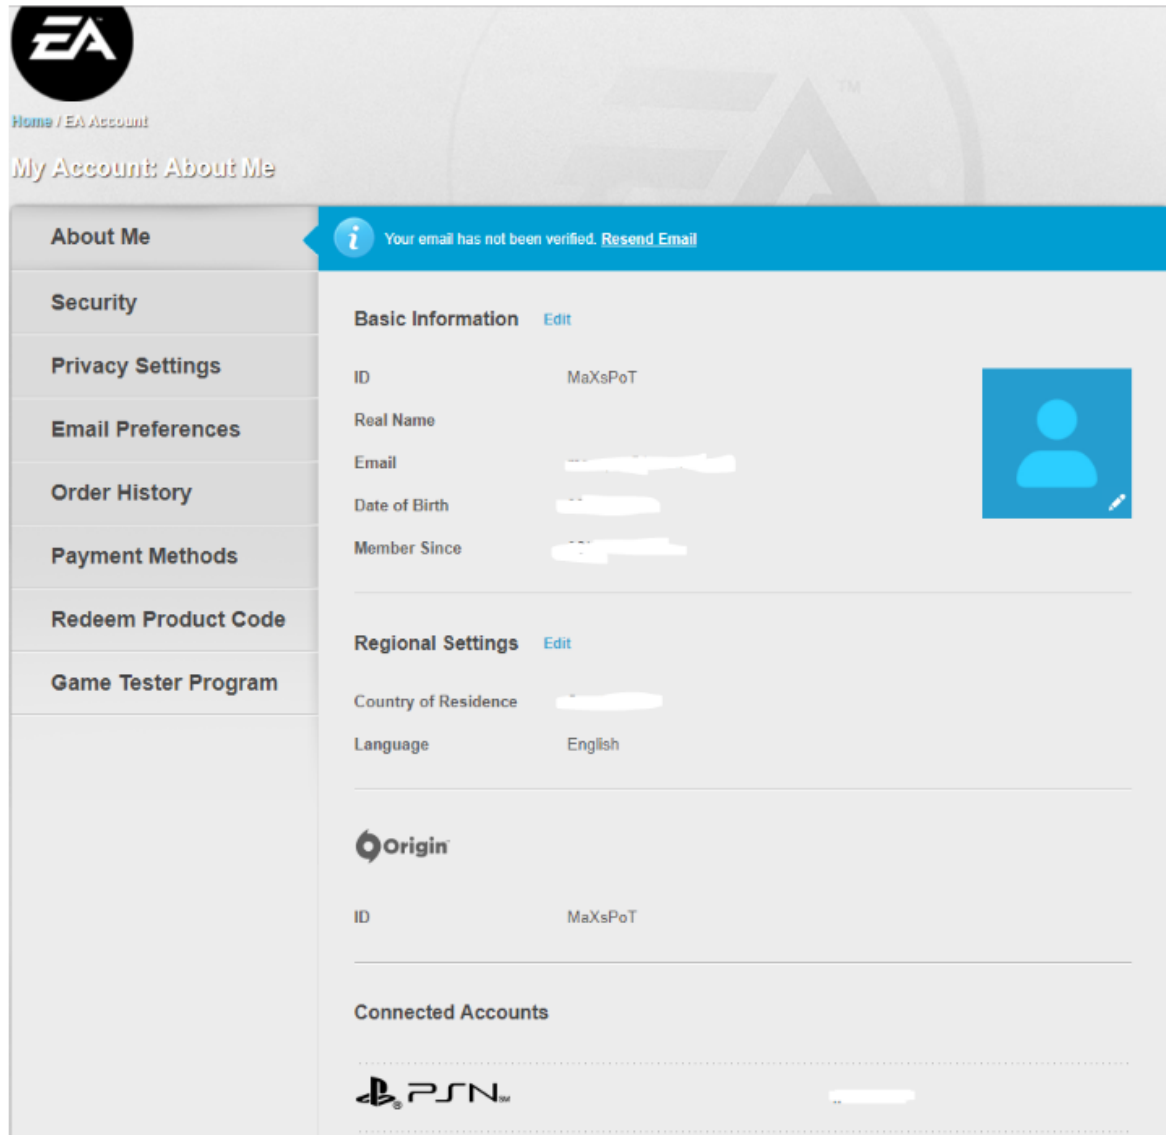 EA
TM
Home / EA Account
My Account: About Me
About Me
Security
Privacy Settings
Email Preferences
Order History
Payment Methods
Redeem Product Code
Game Tester Program
i Your email has not been verified. Resend Email
Basic Information Edit
ID MaXsPoT
Real Name
Email
Date of Birth
Member Since
Regional Settings Edit
Country of Residence
Language English
Origin
ID MaXsPoT
Connected Accounts
PSN